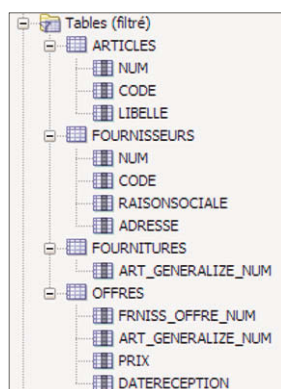 Tables (filtré)
ARTICLES
NUM
CODE
LIBELLE
FOURNISSEURS
NUM
CODE
RAISONSOCIALE
ADRESSE
FOURNITURES
ART_GENERALIZE_NUM
OFFRES
FRNISS_OFFRE_NUM
ART_GENERALIZE_NUM
PRIX
DATERECEPTION